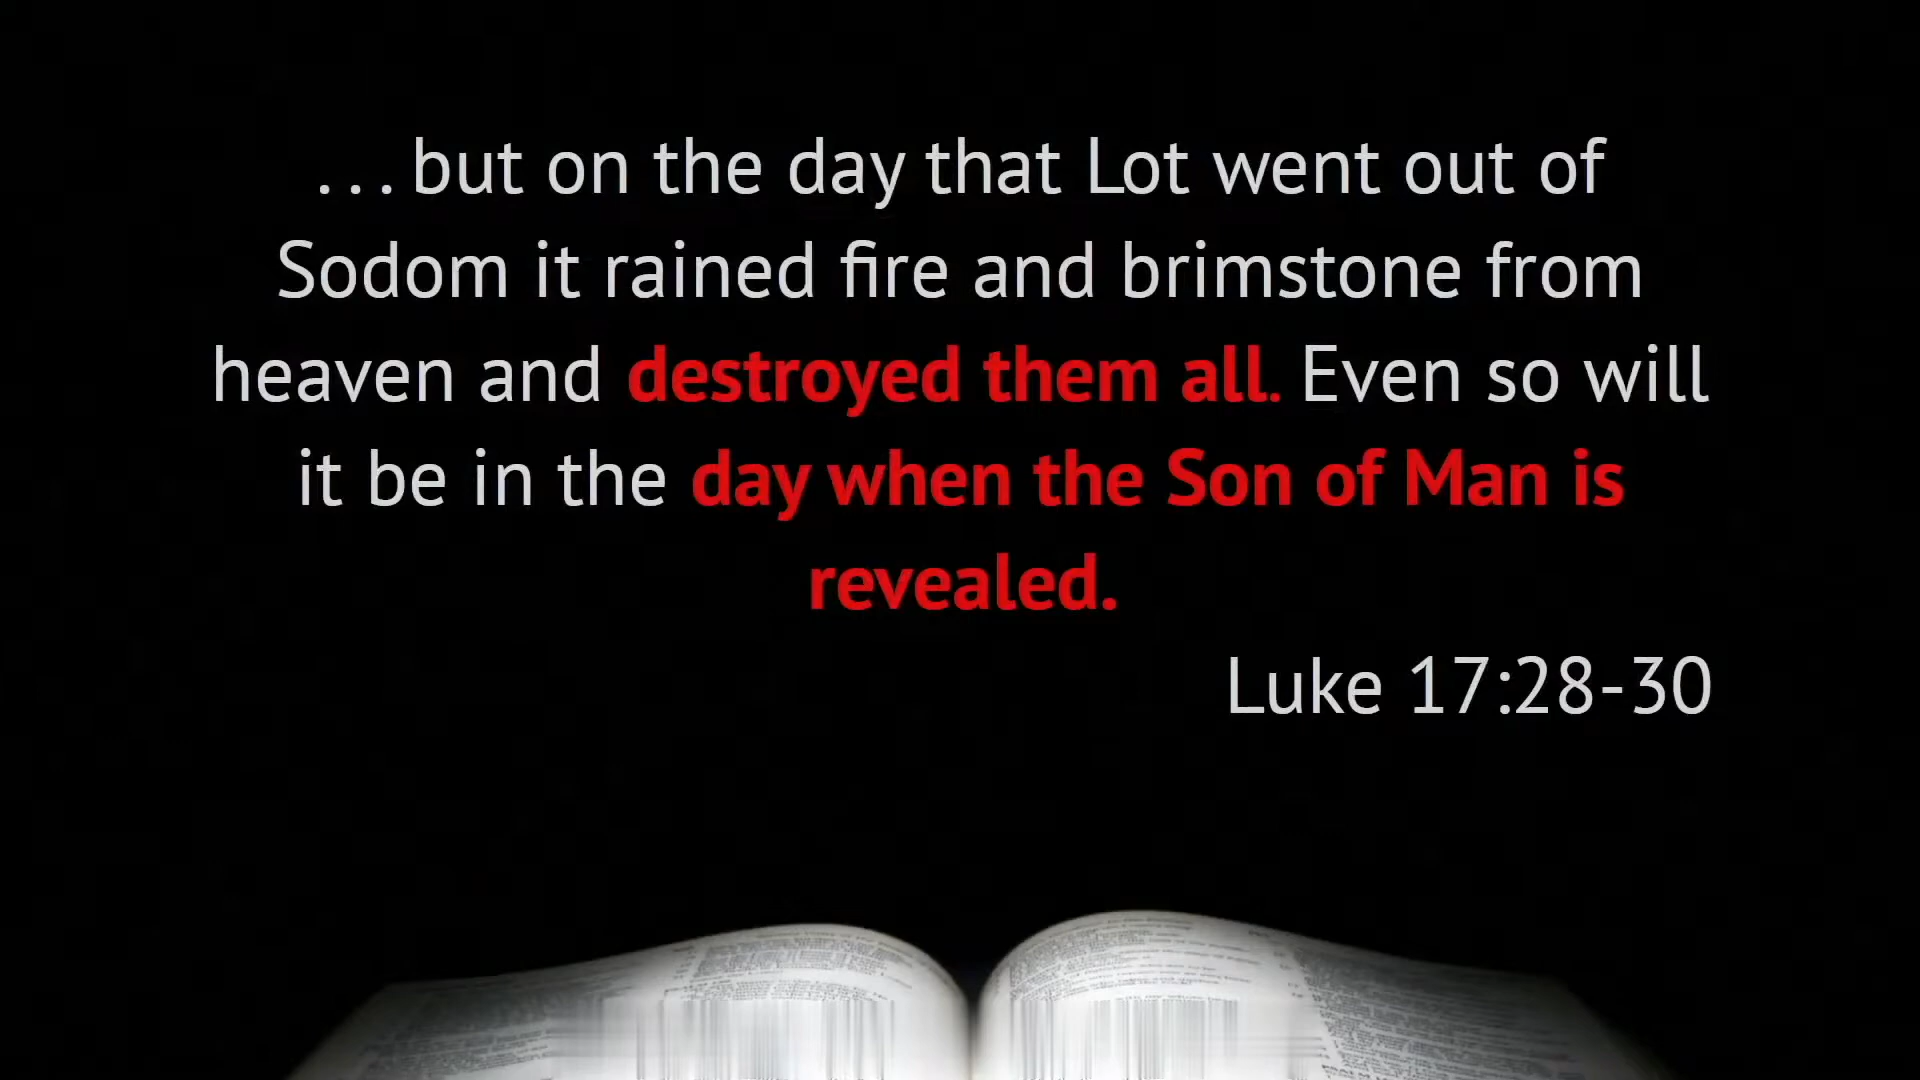 . . . but on the day that Lot went out of
Sodom it rained fire and brimstone from
heaven and destroyed them all. Even so will
it be in the day when the Son of Man is
revealed.
Luke 17:28-30